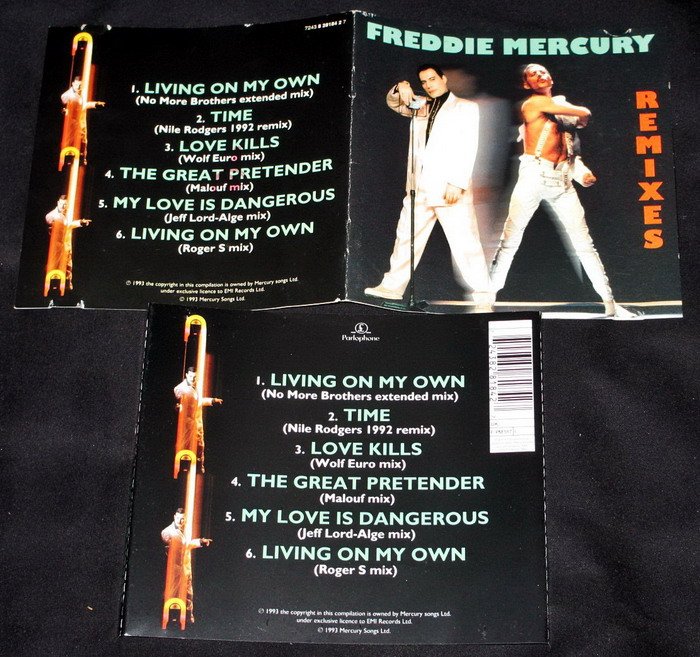 7243 8 28184 2 7
1. LIVING ON MY OWN
(No More Brothers extended mix)
2. TIME
(Nile Rodgers 1992 remix)
3. LOVE KILLS
(Wolf Euro mix)
4. THE GREAT PRETENDER
(Malouf mix)
5. MY LOVE IS DANGEROUS
(Jeff Lord-Alge mix)
6. LIVING ON MY OWN
(Roger S mix)
℗ 1993 the copyright in this compilation is owned by Mercury songs Ltd.
under exclusive licence to EMI Records Ltd.
© 1993 Mercury Songs Ltd.
FREDDIE MERCURY
REMIXES
Parlophone
1. LIVING ON MY OWN
(No More Brothers extended mix)
2. TIME
(Nile Rodgers 1992 remix)
3. LOVE KILLS
(Wolf Euro mix)
4. THE GREAT PRETENDER
(Malouf mix)
5. MY LOVE IS DANGEROUS
(Jeff Lord-Alge mix)
6. LIVING ON MY OWN
(Roger S mix)
℗ 1993 the copyright in this compilation is owned by Mercury songs Ltd.
under exclusive licence to EMI Records Ltd.
© 1993 Mercury Songs Ltd.